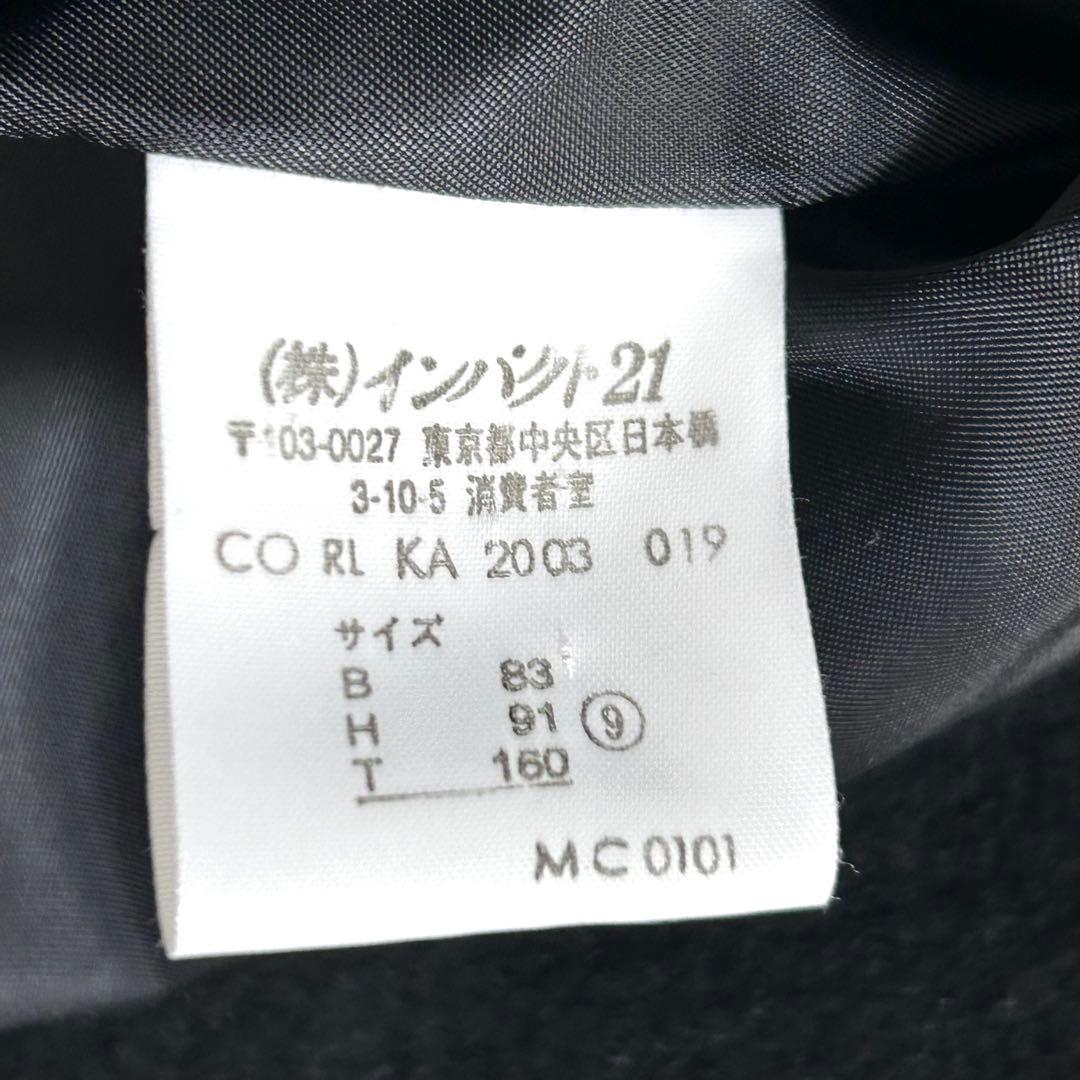 (株)インパクト21
〒103-0027 東京都中央区日本橋
3-10-5 消費者室
CO RL KA 2003 019
サイズ
B 83
H 91 ⑨
T 160
MC0101